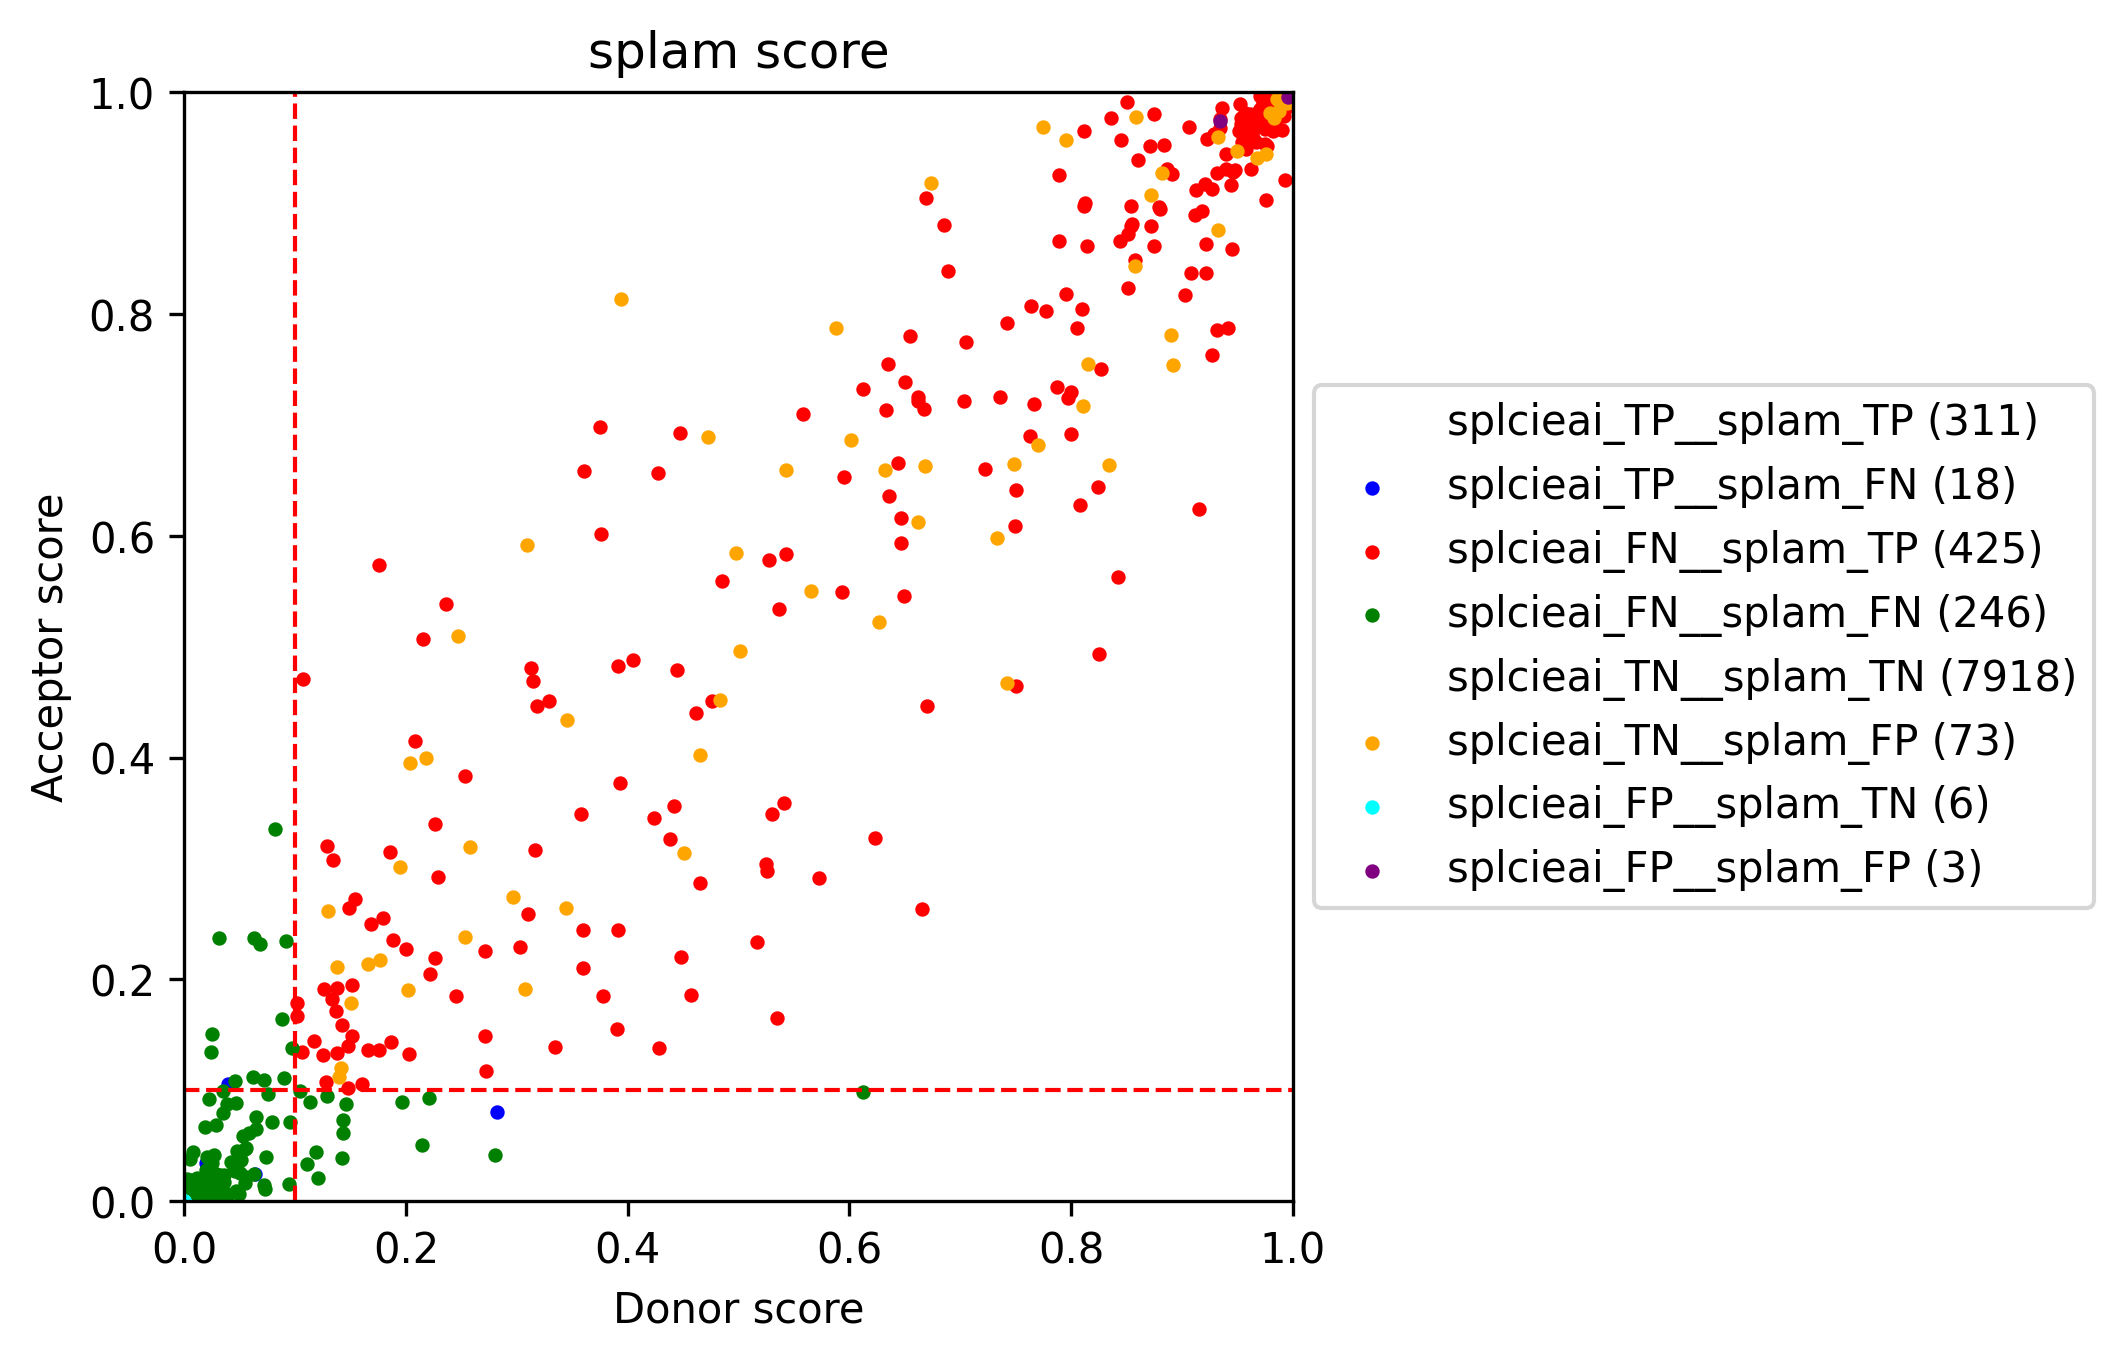 splam score
1.0
0.8
0.6
0.4
0.2
0.0
Acceptor score
0.0 0.2 0.4 0.6 0.8 1.0
Donor score
splcieai_TP__splam_TP (311)
splcieai_TP__splam_FN (18)
splcieai_FN__splam_TP (425)
splcieai_FN__splam_FN (246)
splcieai_TN__splam_TN (7918)
splcieai_TN__splam_FP (73)
splcieai_FP__splam_TN (6)
splcieai_FP__splam_FP (3)